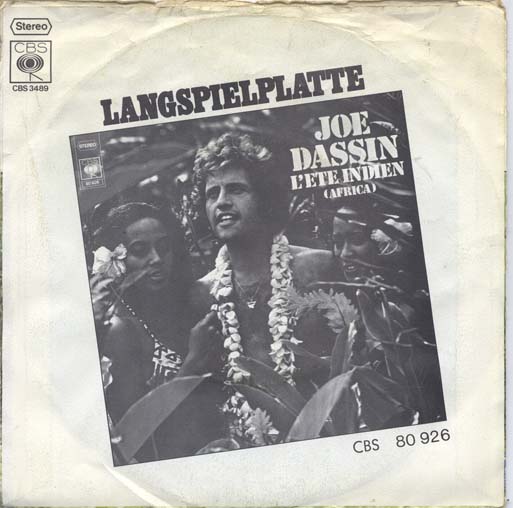 Stereo
CBS
CBS 3489
LANGSPIELPLATTE
STEREO
JOE
DASSIN
L'ETE INDIEN
(AFRICA)
CBS 80 926